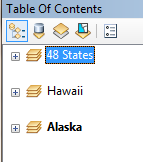 Table Of Contents
48 States
Hawaii
Alaska